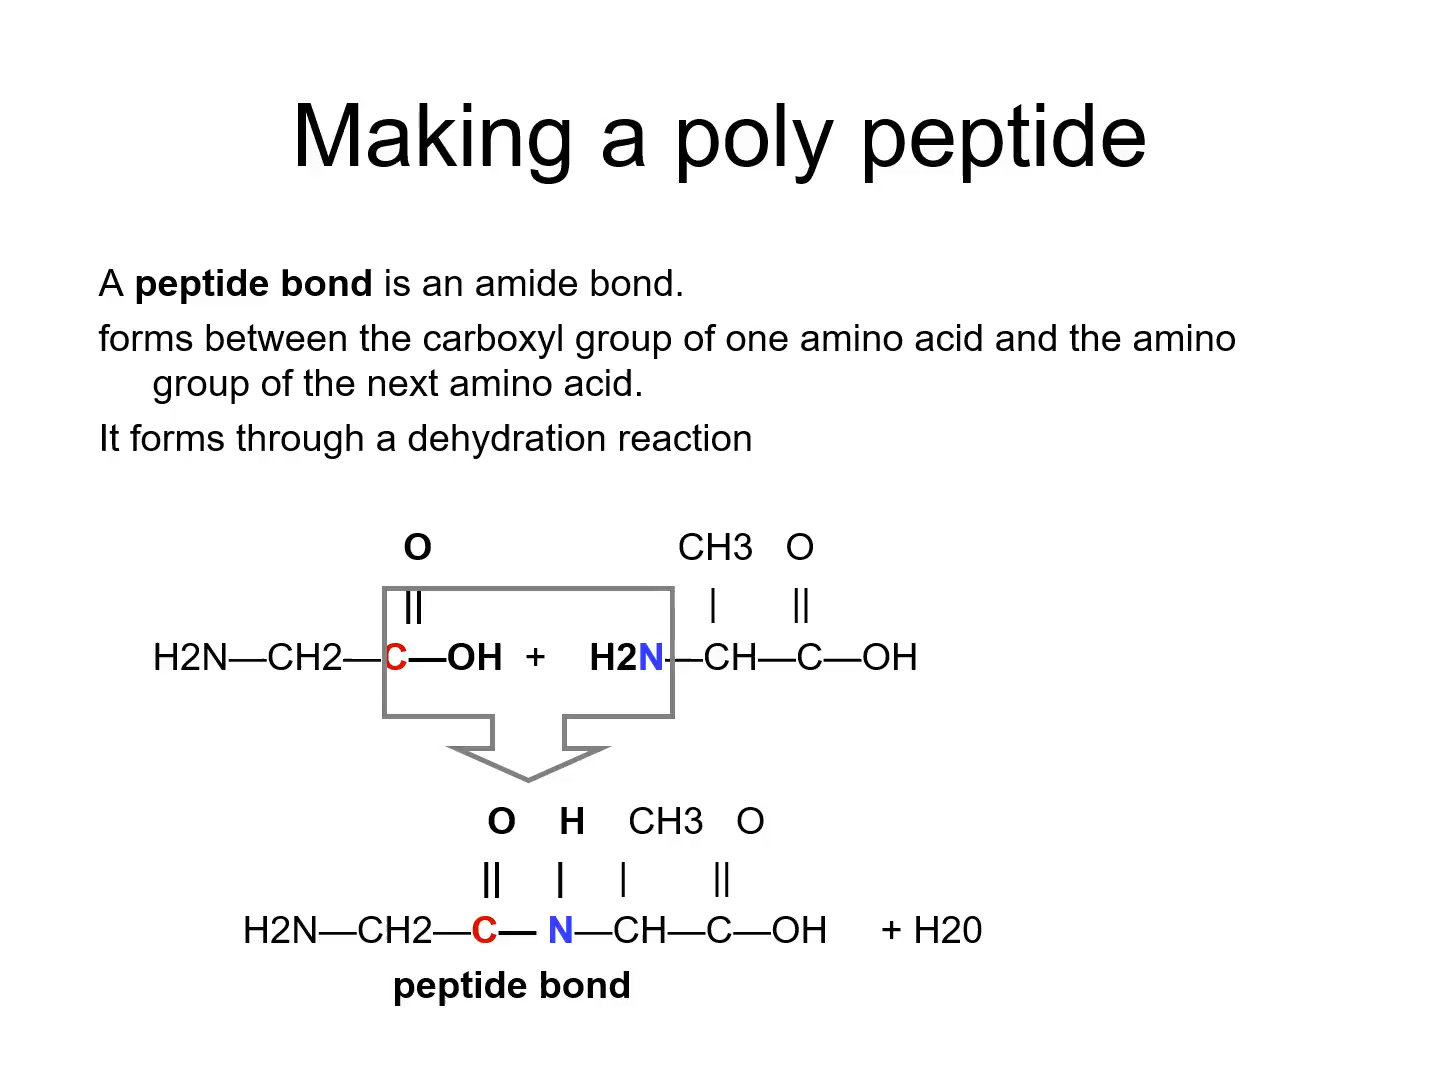 Making a poly peptide
A peptide bond is an amide bond.
forms between the carboxyl group of one amino acid and the amino
group of the next amino acid.
It forms through a dehydration reaction
O CH3 O
|| | ||
H2N—CH2—C—OH + H2N—CH—C—OH
O H CH3 O
|| | | ||
H2N—CH2—C— N—CH—C—OH + H20
peptide bond